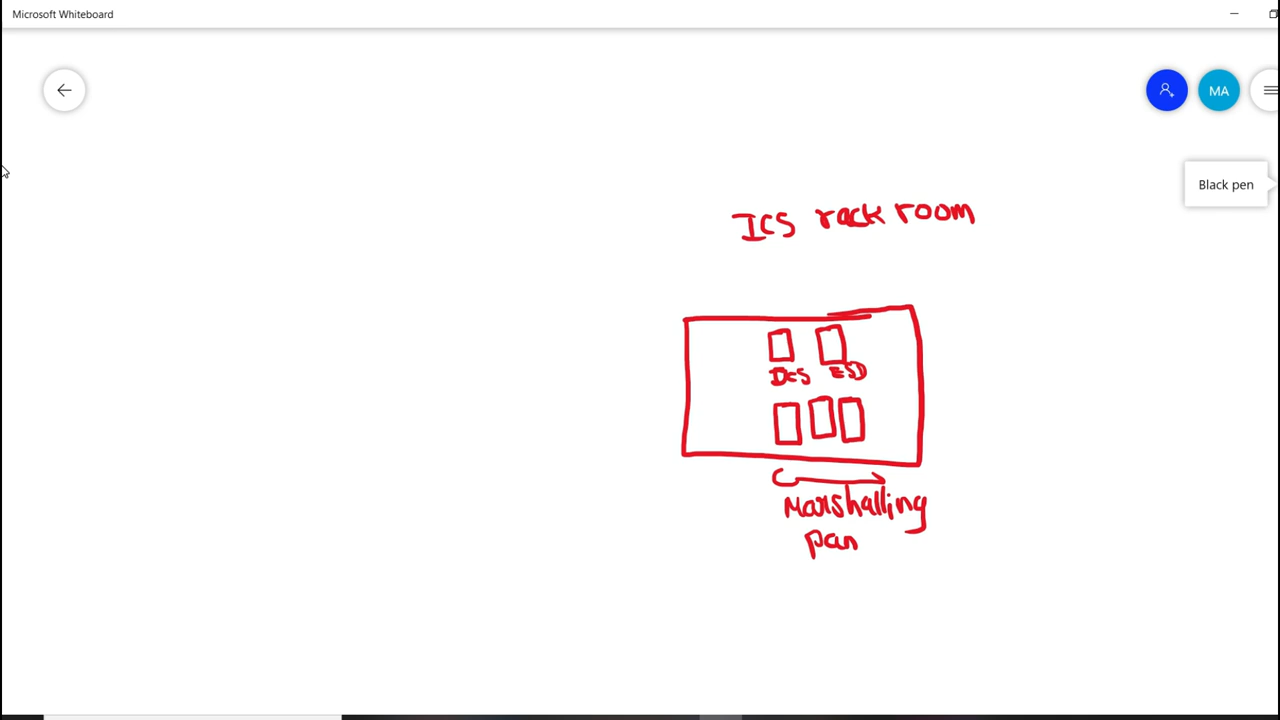 Microsoft Whiteboard
MA
Black pen
ICS rack room
DCS ESD
Marshalling
pan